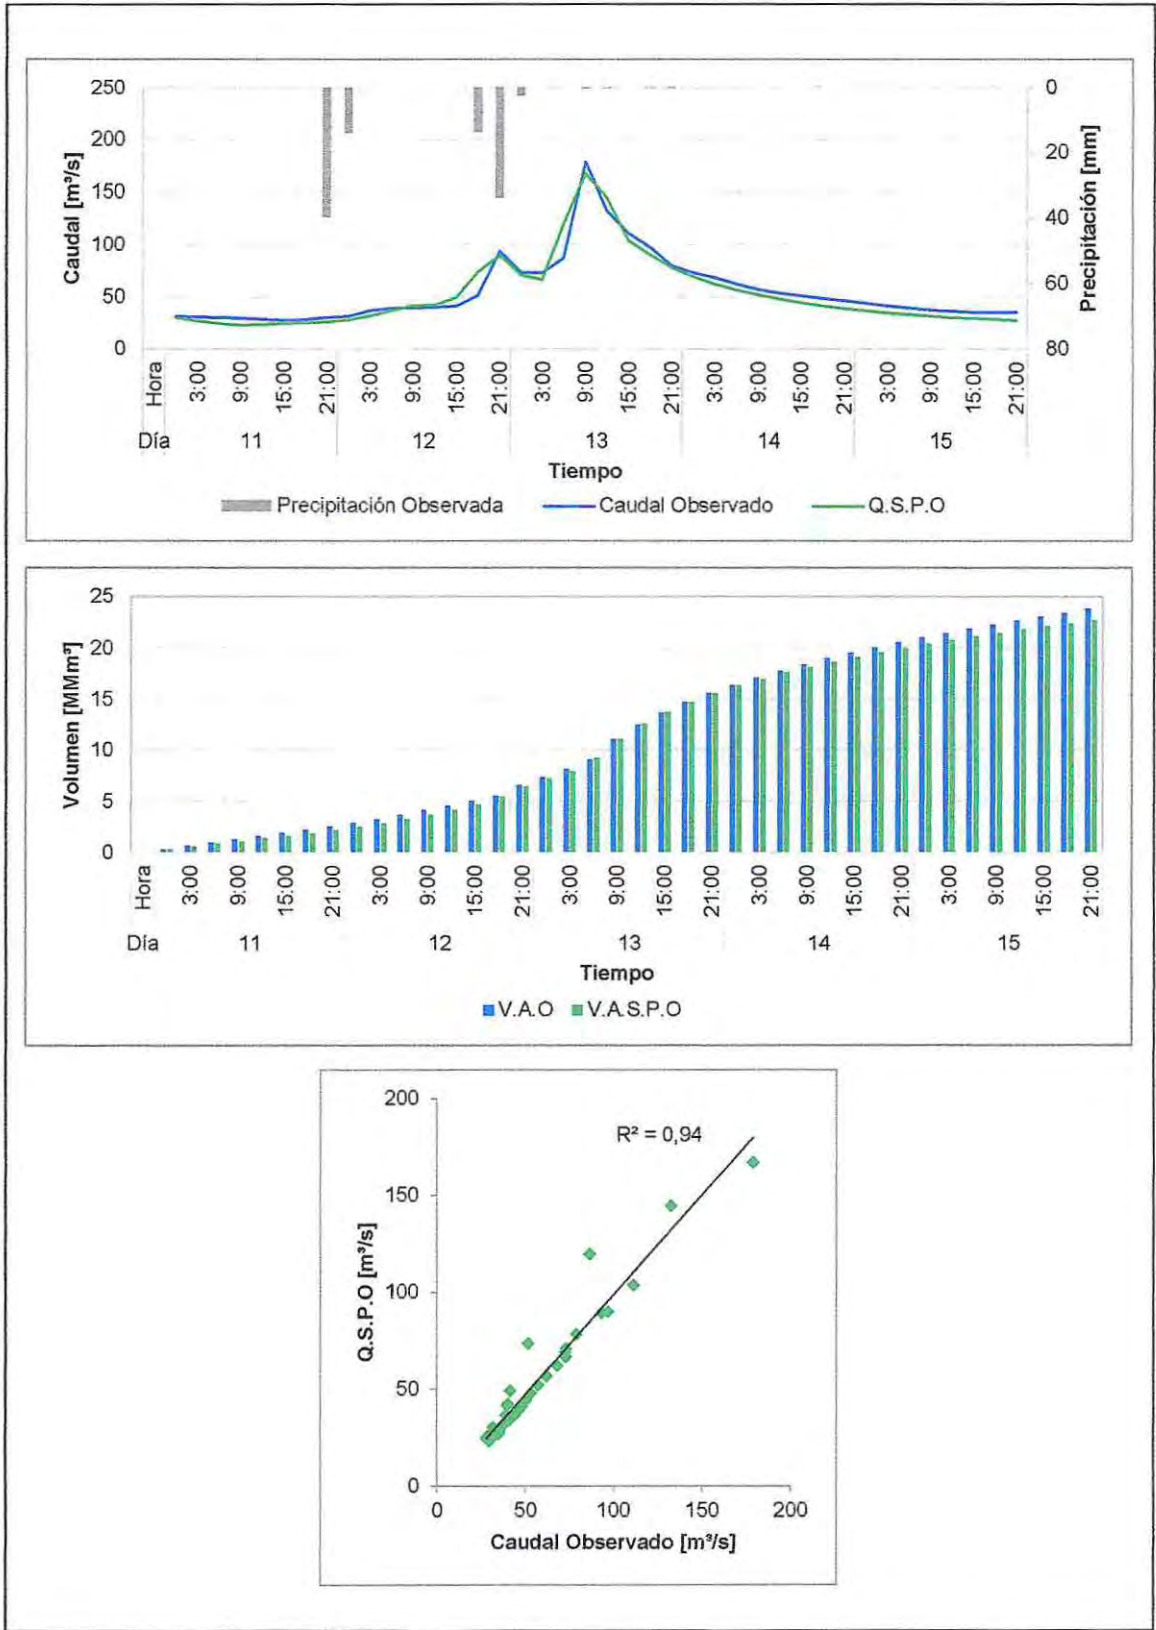 250
200
150
100
50
0
Caudal [m³/s]
0
20
40
60
80
Precipitación [mm]
Hora 3:00 9:00 15:00 21:00 3:00 9:00 15:00 21:00 3:00 9:00 15:00 21:00 3:00 9:00 15:00 21:00 3:00 9:00 15:00 21:00
Día 11 12 13 14 15
Tiempo
Precipitación Observada Caudal Observado Q.S.P.O
25
20
15
10
5
0
Volumen [MMm³]
Hora 3:00 9:00 15:00 21:00 3:00 9:00 15:00 21:00 3:00 9:00 15:00 21:00 3:00 9:00 15:00 21:00 3:00 9:00 15:00 21:00
Día 11 12 13 14 15
Tiempo
V.A.O V.A.S.P.O
200
150
100
50
0
Q.S.P.O [m³/s]
R² = 0,94
0 50 100 150 200
Caudal Observado [m³/s]